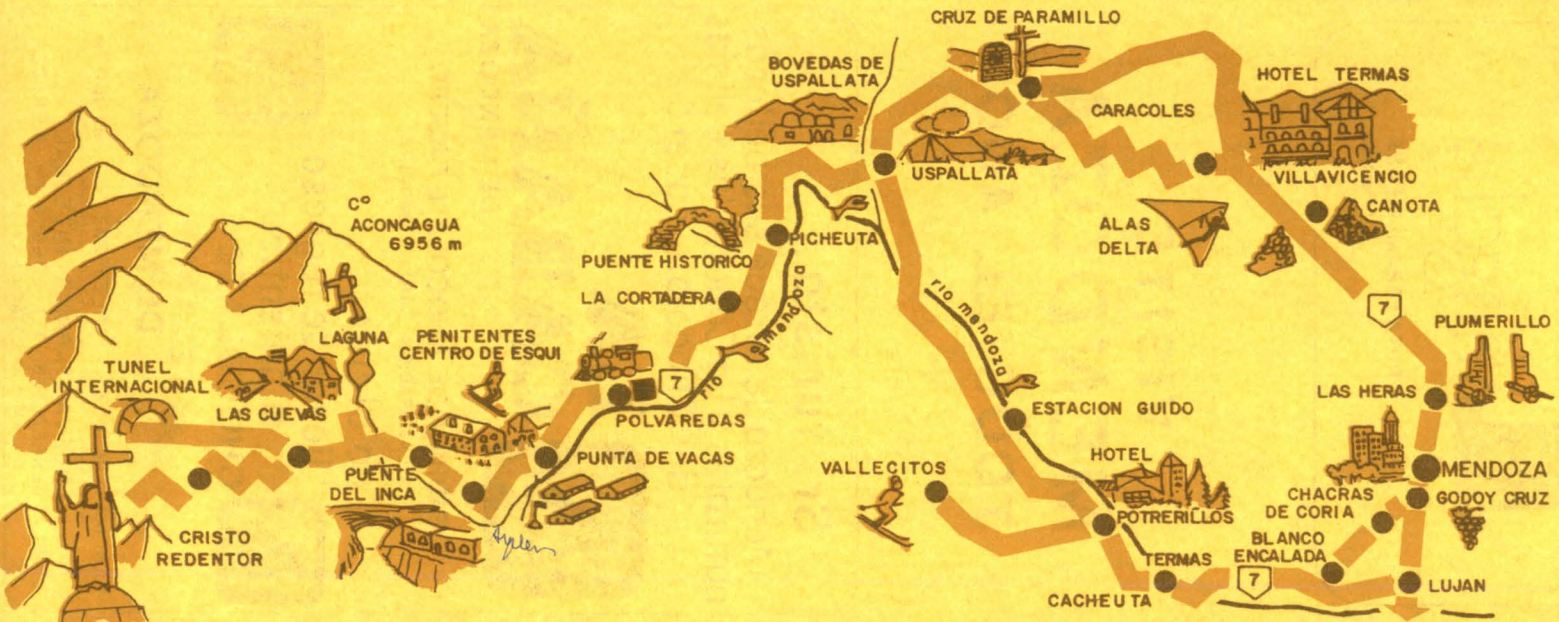 CRUZ DE PARAMILLO
BOVEDAS DE
USPALLATA
HOTEL TERMAS
CARACOLES
USPALLATA
VILLAVICENCIO
CANOTA
ALAS
DELTA
Cº
ACONCAGUA
6956 m
PICHEUTA
PUENTE HISTORICO
LA CORTADERA
rio mendoza
rio mendoza
7
PLUMERILLO
LAGUNA
PENITENTES
CENTRO DE ESQUI
TUNEL
INTERNACIONAL
LAS CUEVAS
7
POLVAREDAS
LAS HERAS
ESTACION GUIDO
PUENTE
DEL INCA
PUNTA DE VACAS
VALLECITOS
HOTEL
MENDOZA
CHACRAS
DE CORIA
GODOY CRUZ
POTRERILLOS
CRISTO
REDENTOR
BLANCO
ENCALADA
TERMAS
CACHEUTA
7
LUJAN